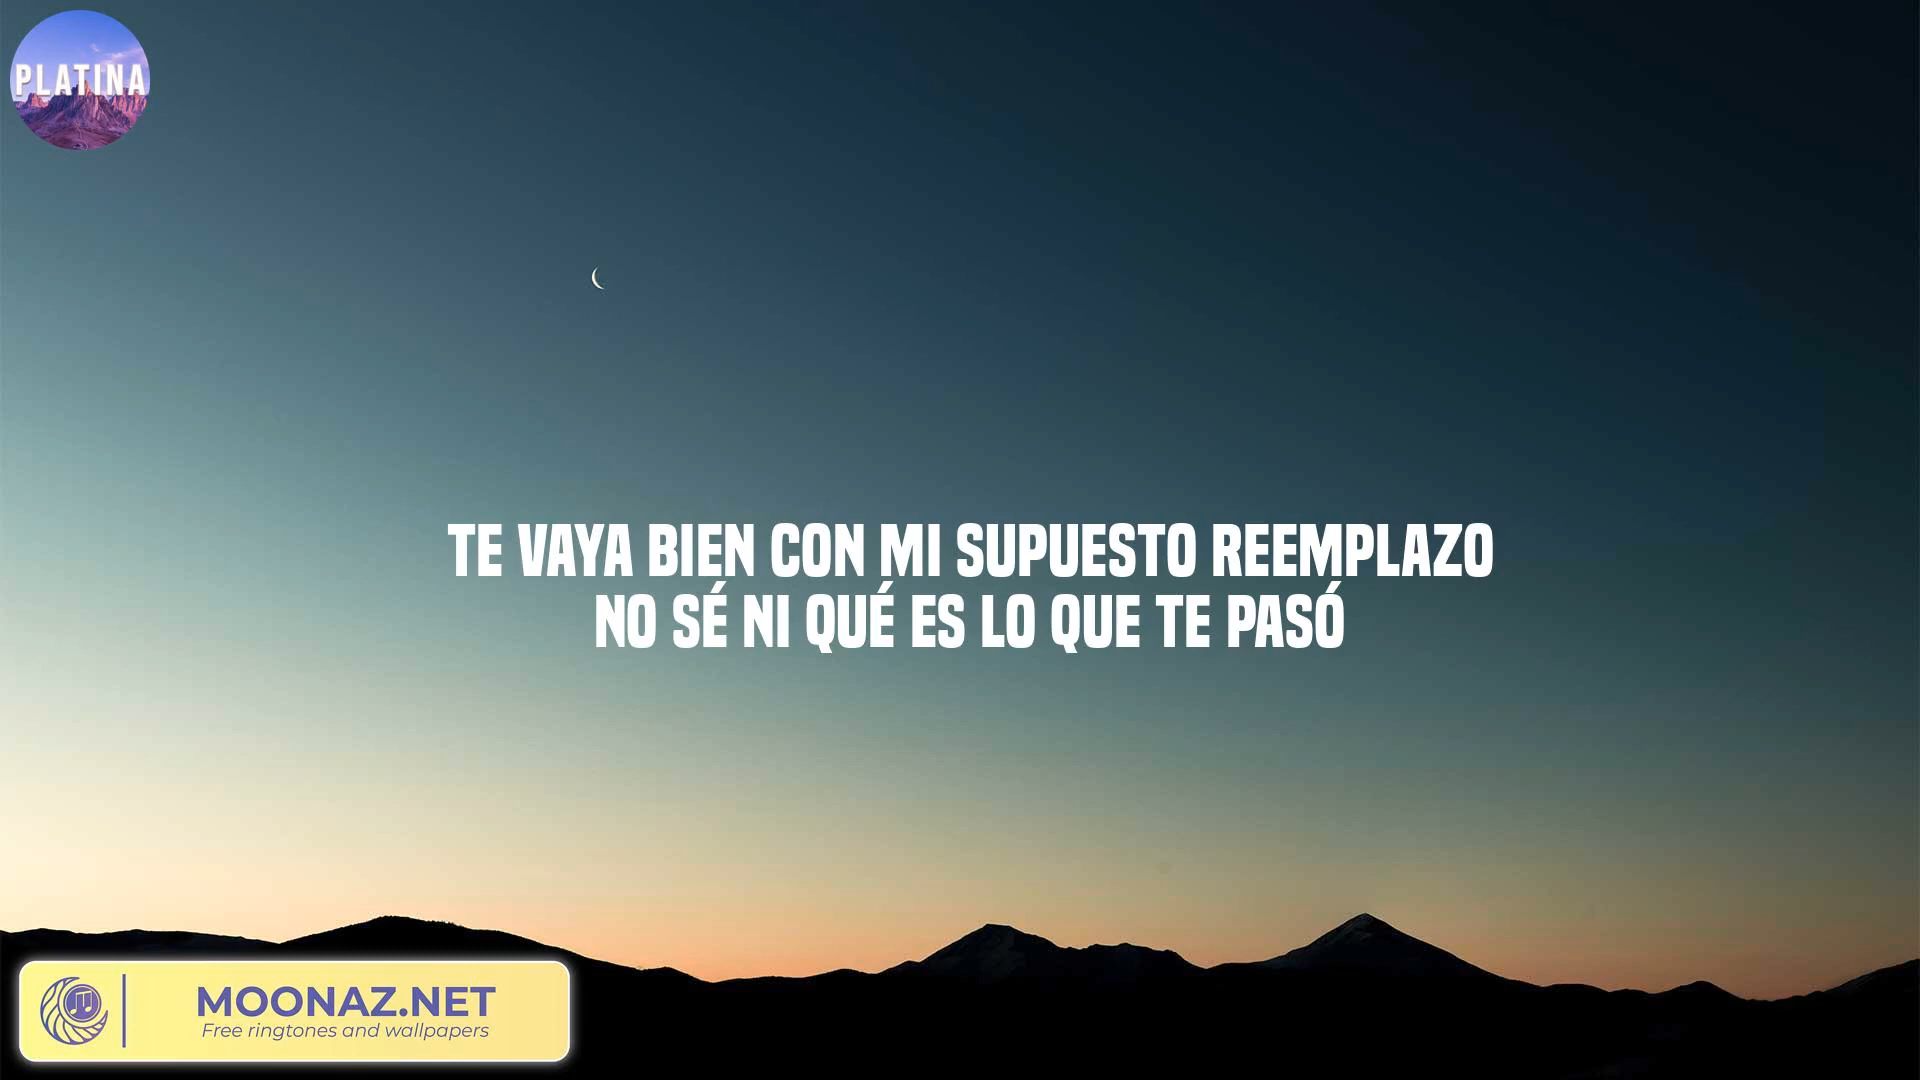 PLATINA
TE VAYA BIEN CON MI SUPUESTO REEMPLAZO
NO SÉ NI QUÉ ES LO QUE TE PASÓ
MOONAZ.NET
Free ringtones and wallpapers